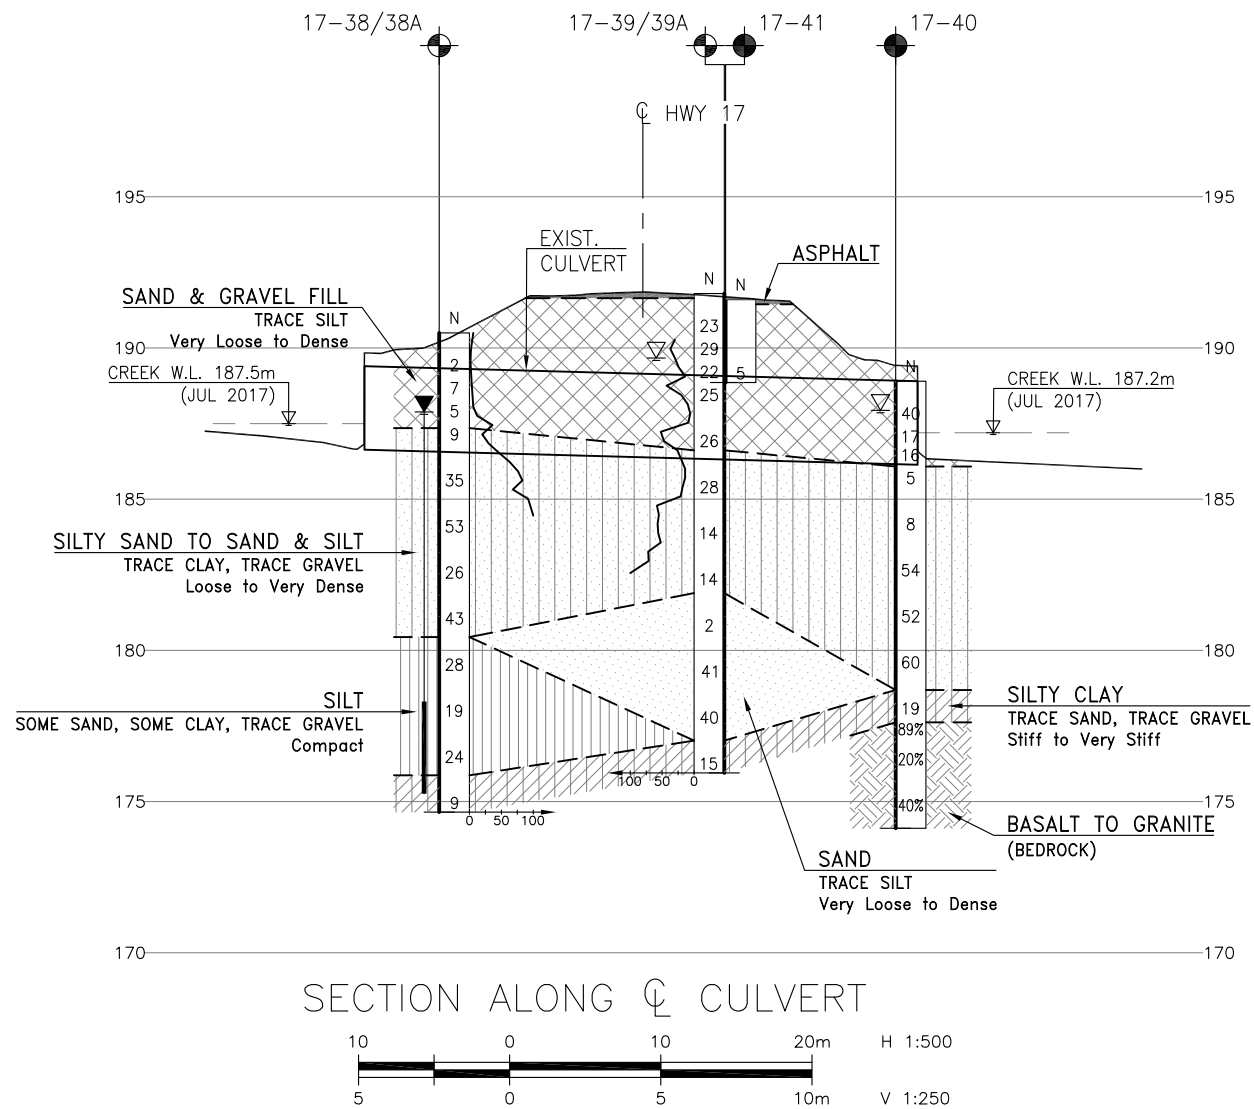 17-38/38A
17-39/39A
17-41
17-40
℄ HWY 17
195
195
EXIST.
CULVERT
ASPHALT
SAND & GRAVEL FILL
TRACE SILT
Very Loose to Dense
N
N
N
N
190
190
CREEK W.L. 187.5m
(JUL 2017)
CREEK W.L. 187.2m
(JUL 2017)
2
7
5
9
35
53
26
43
28
19
24
9
23
29
22
25
26
28
14
14
2
41
40
15
5
40
17
16
5
8
54
52
60
19
89%
20%
40%
185
185
SILTY SAND TO SAND & SILT
TRACE CLAY, TRACE GRAVEL
Loose to Very Dense
180
180
SILT
SOME SAND, SOME CLAY, TRACE GRAVEL
Compact
SILTY CLAY
TRACE SAND, TRACE GRAVEL
Stiff to Very Stiff
100 50 0
175
175
0 50 100
BASALT TO GRANITE
(BEDROCK)
SAND
TRACE SILT
Very Loose to Dense
170
170
SECTION ALONG ℄ CULVERT
10 0 10 20m H 1:500
5 0 5 10m V 1:250